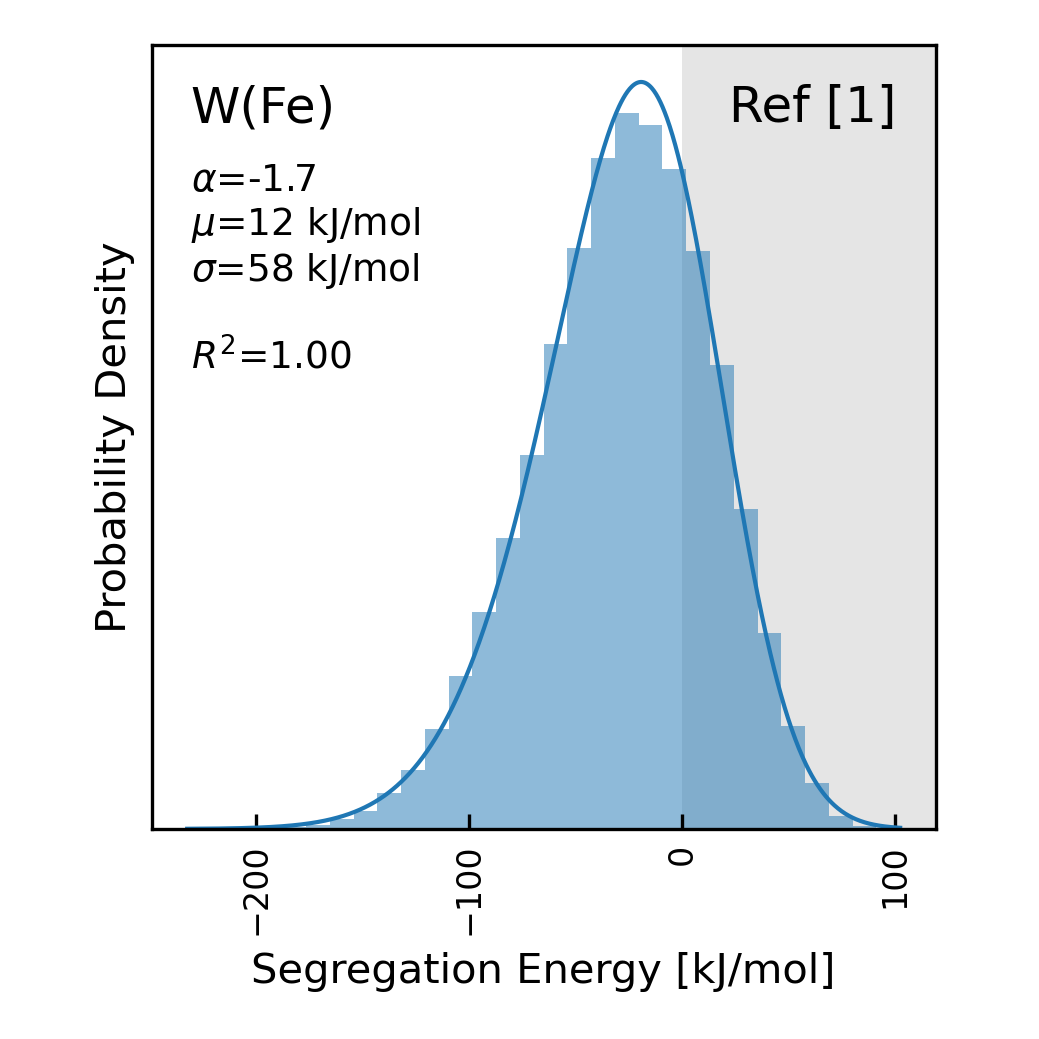 W(Fe)
Ref [1]
α=-1.7
μ=12 kJ/mol
σ=58 kJ/mol
R²=1.00
Probability Density
−200
−100
0
100
Segregation Energy [kJ/mol]